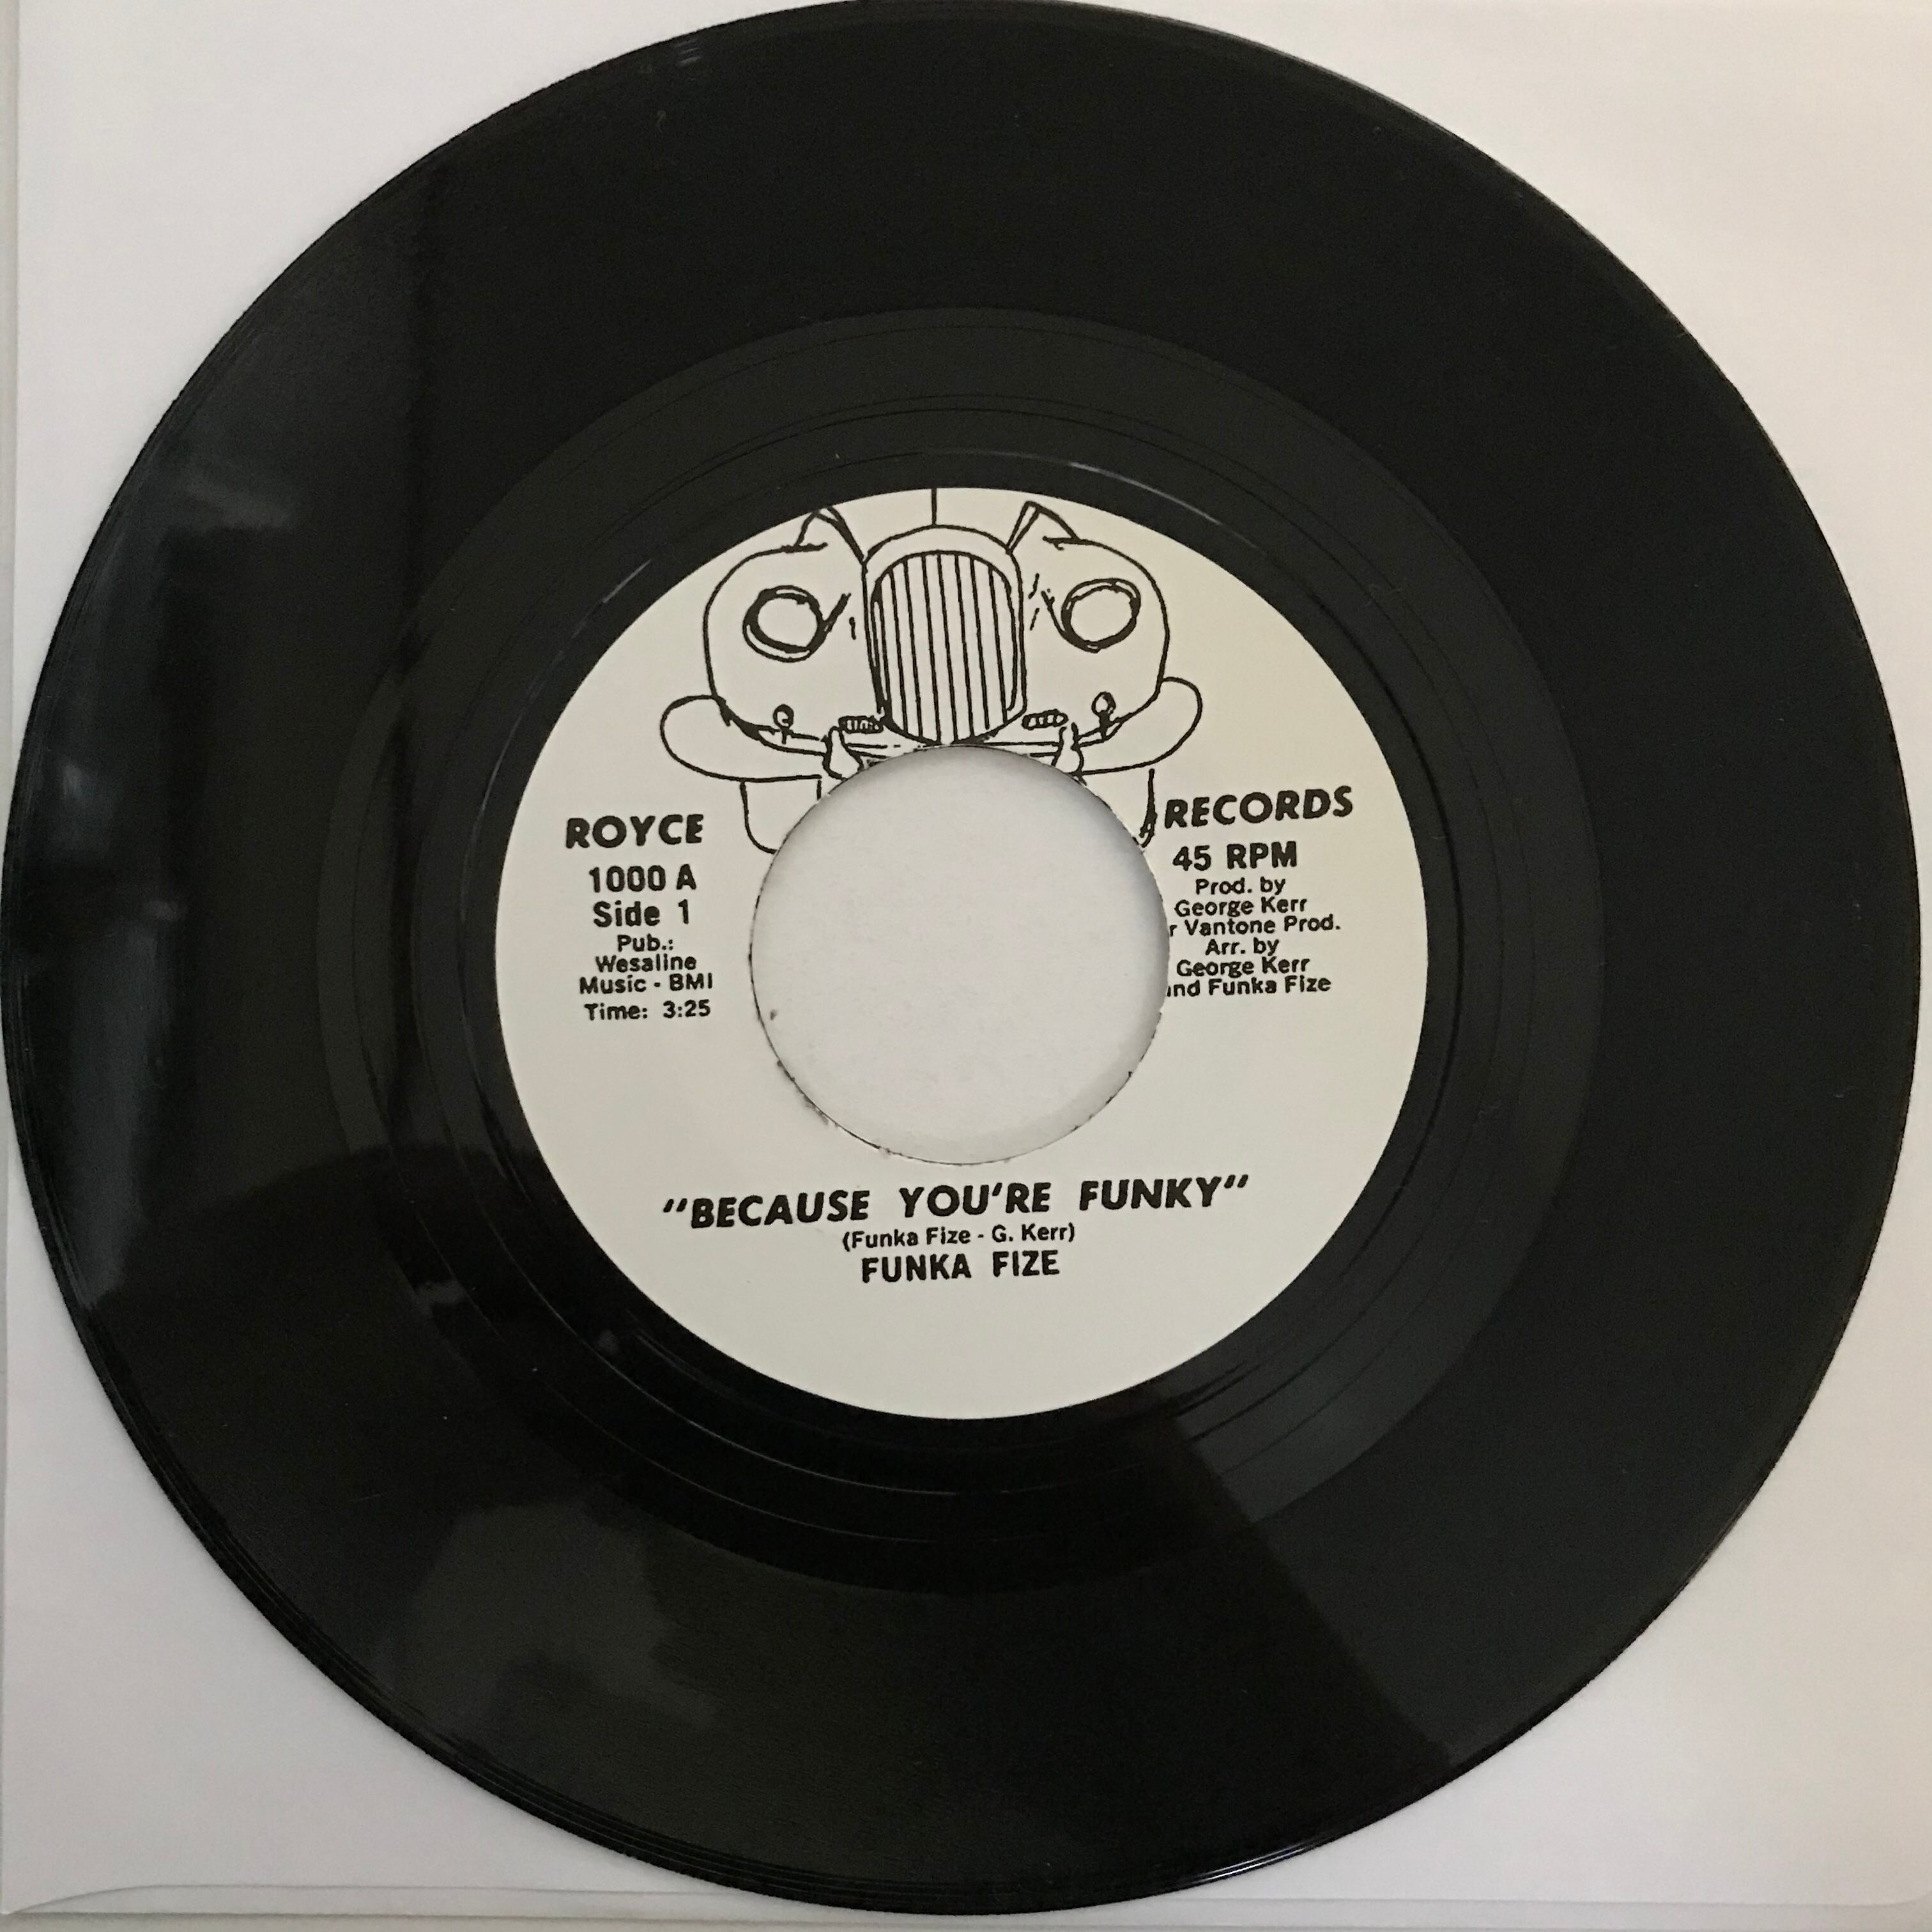 ROYCE
1000 A
Side 1
Pub.:
Wesaline
Music - BMI
Time: 3:25
RECORDS
45 RPM
Prod. by
George Kerr
r Vantone Prod.
Arr. by
George Kerr
nd Funka Fize
"BECAUSE YOU'RE FUNKY"
(Funka Fize - G. Kerr)
FUNKA FIZE